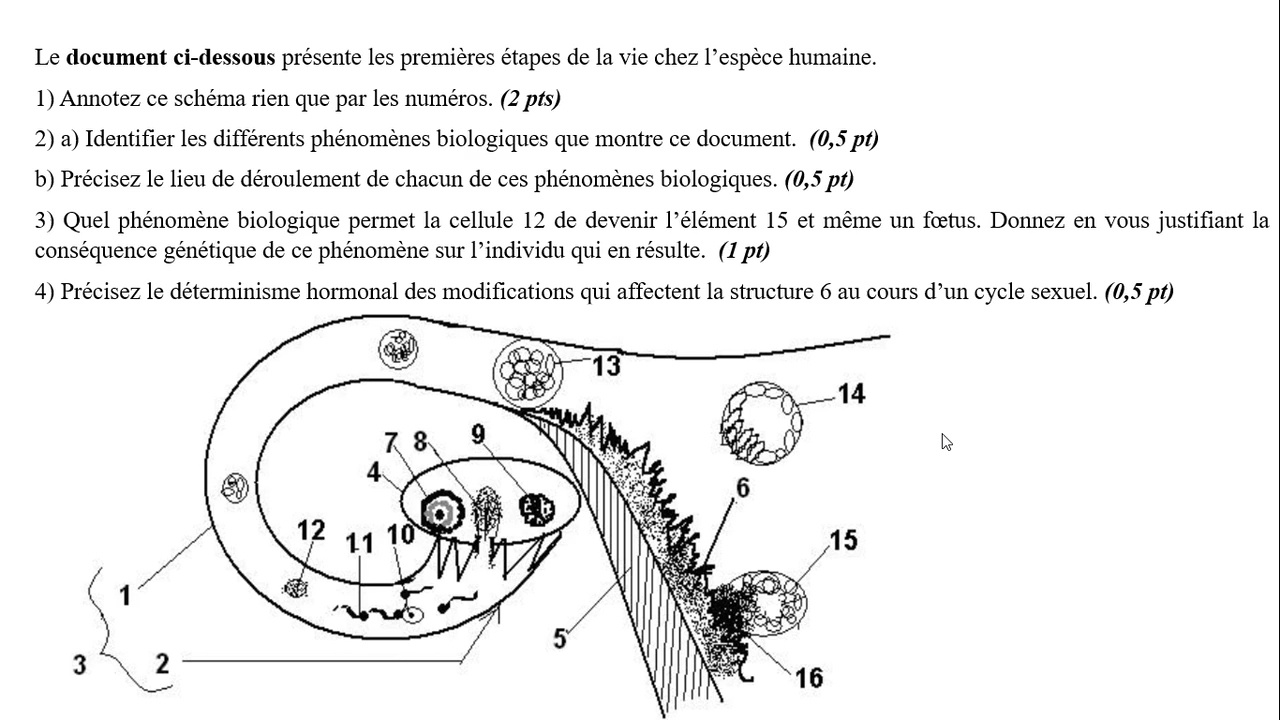 Le document ci-dessous présente les premières étapes de la vie chez l’espèce humaine.
1) Annotez ce schéma rien que par les numéros. (2 pts)
2) a) Identifier les différents phénomènes biologiques que montre ce document. (0,5 pt)
b) Précisez le lieu de déroulement de chacun de ces phénomènes biologiques. (0,5 pt)
3) Quel phénomène biologique permet la cellule 12 de devenir l’élément 15 et même un fœtus. Donnez en vous justifiant la
conséquence génétique de ce phénomène sur l’individu qui en résulte. (1 pt)
4) Précisez le déterminisme hormonal des modifications qui affectent la structure 6 au cours d’un cycle sexuel. (0,5 pt)
13
14
7 8 9
4
6
12 11 10
15
1
5
3 2
16